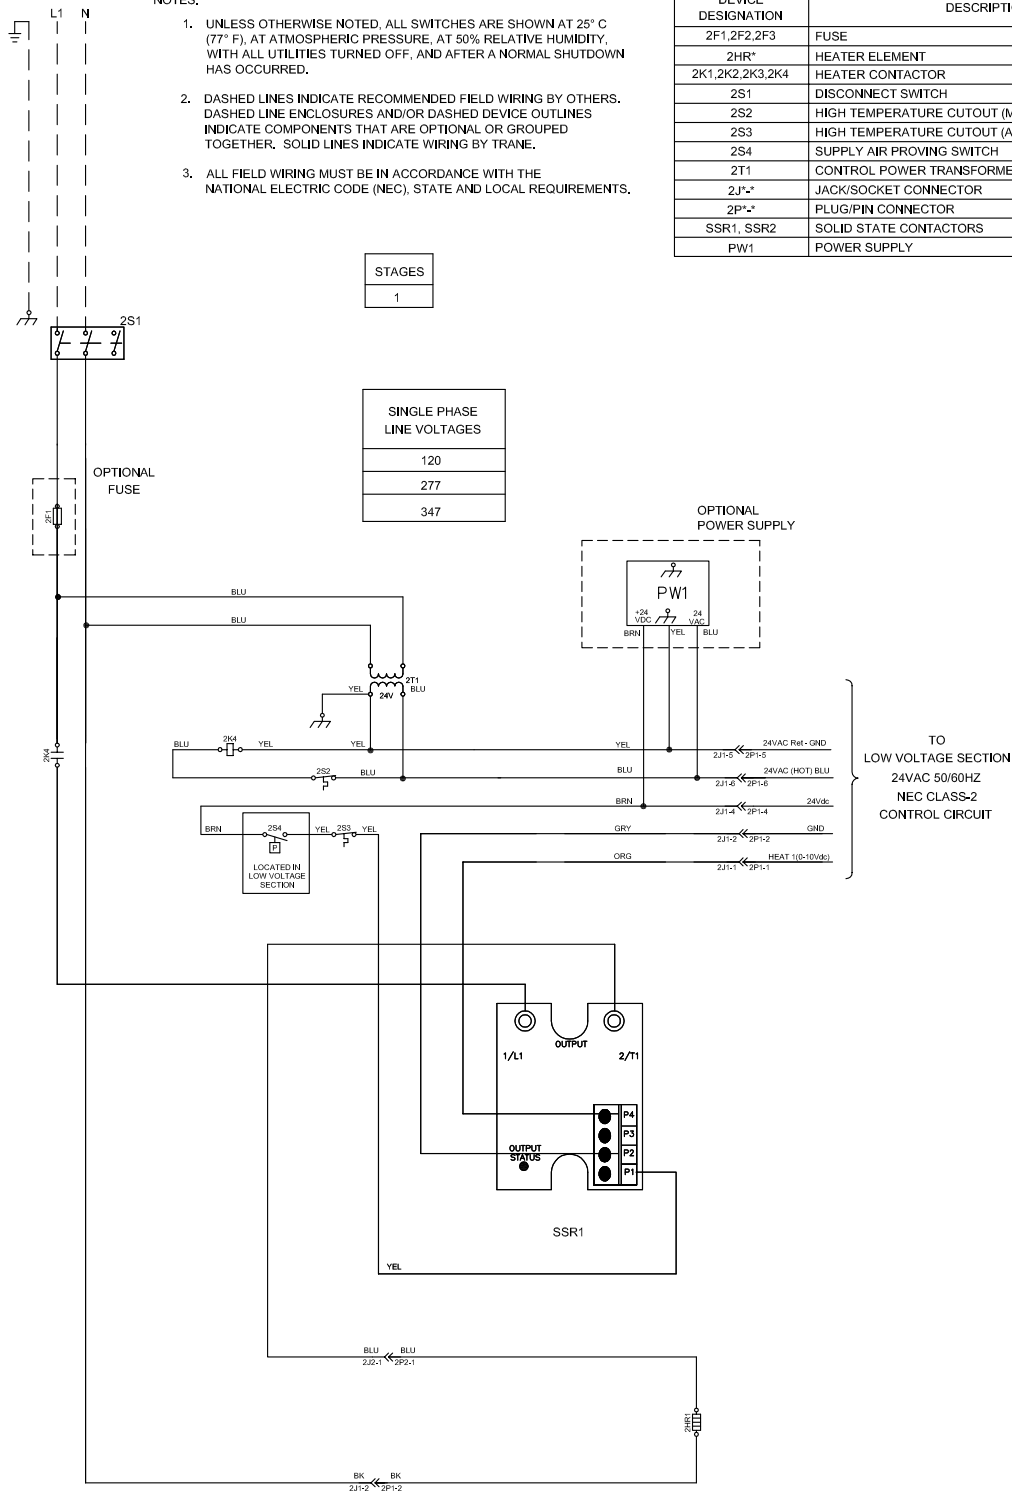 L1 N
NOTES:
1. UNLESS OTHERWISE NOTED, ALL SWITCHES ARE SHOWN AT 25° C
(77° F), AT ATMOSPHERIC PRESSURE, AT 50% RELATIVE HUMIDITY,
WITH ALL UTILITIES TURNED OFF, AND AFTER A NORMAL SHUTDOWN
HAS OCCURRED.
2. DASHED LINES INDICATE RECOMMENDED FIELD WIRING BY OTHERS.
DASHED LINE ENCLOSURES AND/OR DASHED DEVICE OUTLINES
INDICATE COMPONENTS THAT ARE OPTIONAL OR GROUPED
TOGETHER. SOLID LINES INDICATE WIRING BY TRANE.
3. ALL FIELD WIRING MUST BE IN ACCORDANCE WITH THE
NATIONAL ELECTRIC CODE (NEC), STATE AND LOCAL REQUIREMENTS.
DEVICE
DESIGNATION
2F1,2F2,2F3 FUSE
2HR* HEATER ELEMENT
2K1,2K2,2K3,2K4 HEATER CONTACTOR
2S1 DISCONNECT SWITCH
2S2 HIGH TEMPERATURE CUTOUT
2S3 HIGH TEMPERATURE CUTOUT
2S4 SUPPLY AIR PROVING SWITCH
2T1 CONTROL POWER
2J*-* JACK/SOCKET CONNECTOR
2P*-* PLUG/PIN CONNECTOR
SSR1, SSR2 SOLID STATE CONTACTORS
PW1 POWER SUPPLY
STAGES
1
2S1
SINGLE PHASE
LINE VOLTAGES
120
277
347
OPTIONAL
FUSE
2F1
OPTIONAL
POWER SUPPLY
PW1
+24
VDC
24
VAC
BRN YEL BLU
BLU
BLU
2T1
YEL 24V BLU
BLU 2K4 YEL YEL YEL 2J1-5 2P1-5 24VAC Ret - GND
2K4
2S2 BLU BLU 2J1-6 2P1-6 24VAC (HOT) BLU
BRN 2J1-4 2P1-4 24Vdc
BRN 2S4 YEL 2S3 YEL
P
LOCATED IN
LOW VOLTAGE
SECTION
GRY 2J1-2 2P1-2 GND
ORG 2J1-1 2P1-1 HEAT 1(0-10Vdc)
TO
LOW VOLTAGE SECTION
24VAC 50/60HZ
NEC CLASS-2
CONTROL CIRCUIT
1/L1 OUTPUT 2/T1
P4
P3
P2
P1
OUTPUT
STATUS
SSR1
YEL
BLU BLU
2J2-1 2P2-1
2HR1
BK BK
2J1-2 2P1-2